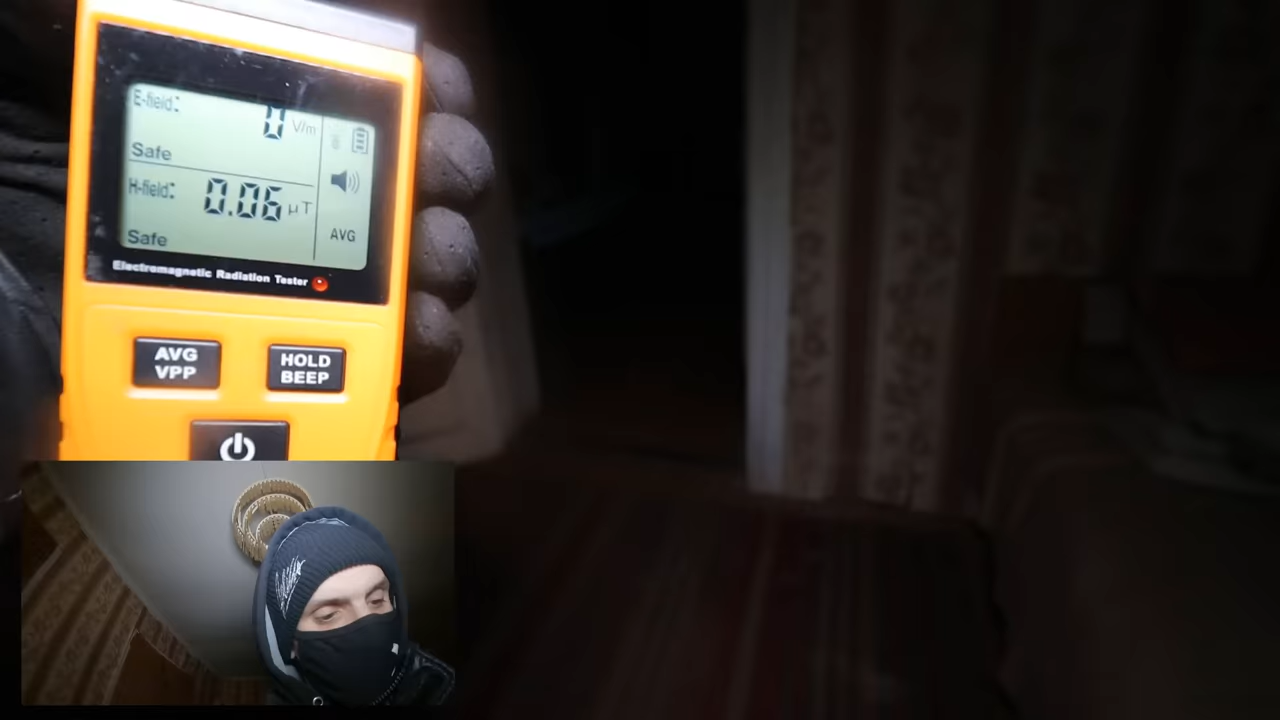 E-field:
0 V/m
Safe
H-field:
0.06 μT
Safe
AVG
Electromagnetic Radiation Tester
AVG
VPP
HOLD
BEEP